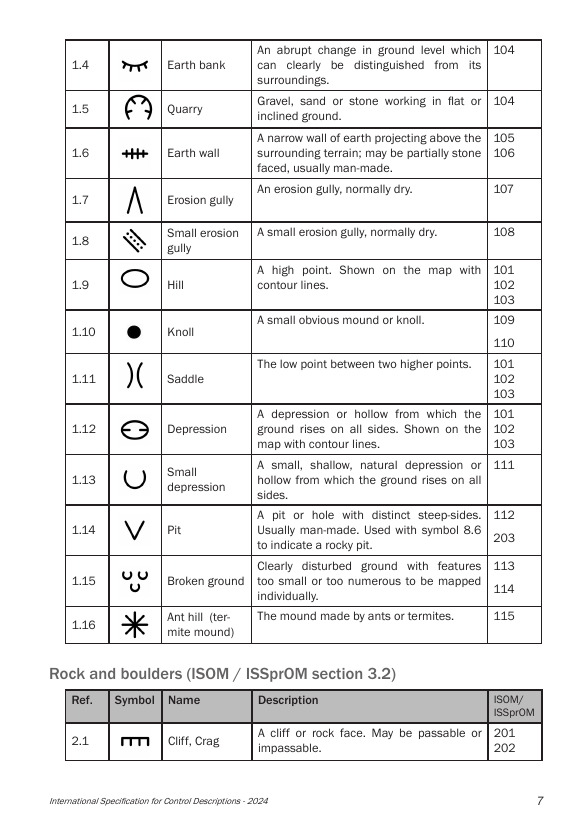 1.4 Earth bank An abrupt change in ground level which 104
can clearly be distinguished from its
surroundings.
1.5 Quarry Gravel, sand or stone working in flat or 104
inclined ground.
1.6 Earth wall A narrow wall of earth projecting above the 105
surrounding terrain; may be partially stone 106
faced, usually man-made.
1.7 Erosion gully An erosion gully, normally dry. 107
1.8 Small erosion A small erosion gully, normally dry. 108
gully
1.9 Hill A high point. Shown on the map with 101
contour lines. 102
103
1.10 Knoll A small obvious mound or knoll. 109
110
1.11 Saddle The low point between two higher points. 101
102
103
1.12 Depression A depression or hollow from which the 101
ground rises on all sides. Shown on the 102
map with contour lines. 103
1.13 Small A small, shallow, natural depression or 111
depression hollow from which the ground rises on all
sides.
1.14 Pit A pit or hole with distinct steep-sides. 112
Usually man-made. Used with symbol 8.6
to indicate a rocky pit. 203
1.15 Broken ground Clearly disturbed ground with features 113
too small or too numerous to be mapped
individually. 114
1.16 Ant hill (ter- The mound made by ants or termites. 115
mite mound)
Rock and boulders (ISOM / ISSprOM section 3.2)
Ref. Symbol Name Description ISOM/
ISSprOM
2.1 Cliff, Crag A cliff or rock face. May be passable or 201
impassable. 202
International Specification for Control Descriptions - 2024 7